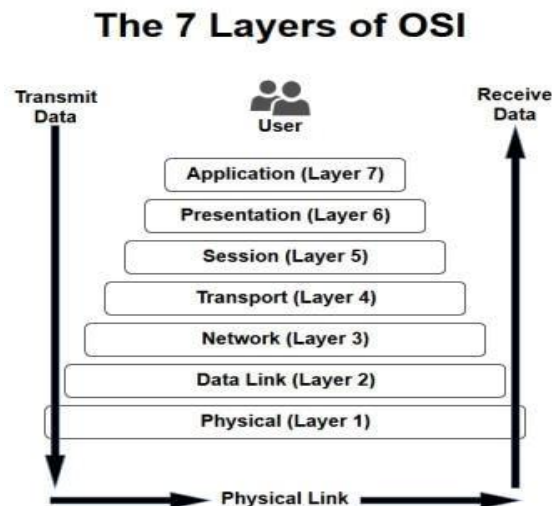 The 7 Layers of OSI
Transmit
Data
User
Receive
Data
Application (Layer 7)
Presentation (Layer 6)
Session (Layer 5)
Transport (Layer 4)
Network (Layer 3)
Data Link (Layer 2)
Physical (Layer 1)
Physical Link